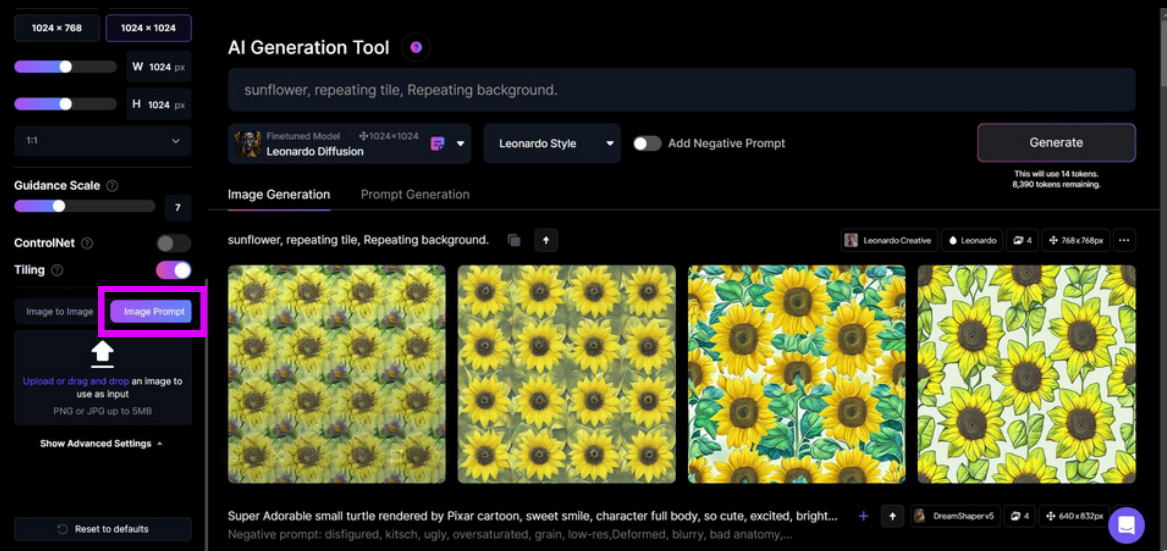 1024 × 768
1024 × 1024
W 1024 px
H 1024 px
1:1
Guidance Scale ?
7
ControlNet ?
Tiling ?
Image to Image
Image Prompt
Upload or drag and drop an image to
use as input
PNG or JPG up to 5MB
Show Advanced Settings
Reset to defaults
AI Generation Tool ?
sunflower, repeating tile, Repeating background.
Finetuned Model 1024×1024
Leonardo Diffusion
Leonardo Style
Add Negative Prompt
Generate
This will use 14 tokens.
8,390 tokens remaining.
Image Generation
Prompt Generation
sunflower, repeating tile, Repeating background.
Leonardo Creative
Leonardo
4
768x768px
Super Adorable small turtle rendered by Pixar cartoon, sweet smile, character full body, so cute, excited, bright...
DreamShaper v5
4
640x832px
Negative prompt: disfigured, kitsch, ugly, oversaturated, grain, low-res,Deformed, blurry, bad anatomy,...